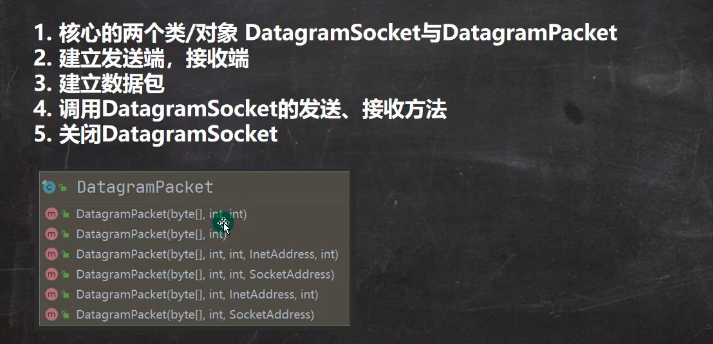 1. 核心的两个类/对象 DatagramSocket与DatagramPacket
2. 建立发送端，接收端
3. 建立数据包
4. 调用DatagramSocket的发送、接收方法
5. 关闭DatagramSocket
DatagramPacket
DatagramPacket(byte[], int, int)
DatagramPacket(byte[], int)
DatagramPacket(byte[], int, int, InetAddress, int)
DatagramPacket(byte[], int, int, SocketAddress)
DatagramPacket(byte[], int, InetAddress, int)
DatagramPacket(byte[], int, SocketAddress)